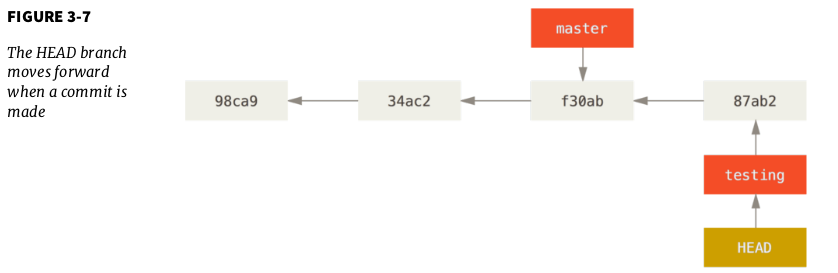 FIGURE 3-7
The HEAD branch
moves forward
when a commit is
made
master
98ca9
34ac2
f30ab
87ab2
testing
HEAD